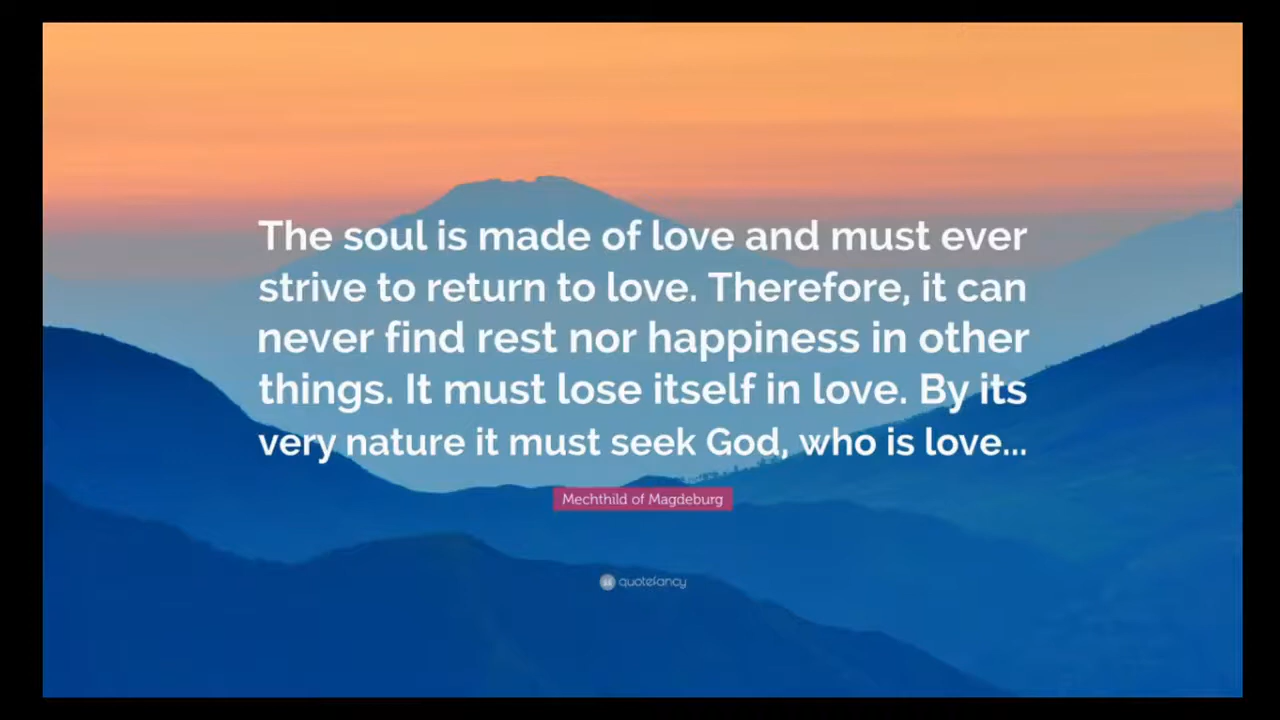 The soul is made of love and must ever
strive to return to love. Therefore, it can
never find rest nor happiness in other
things. It must lose itself in love. By its
very nature it must seek God, who is love...
Mechthild of Magdeburg
quotefancy